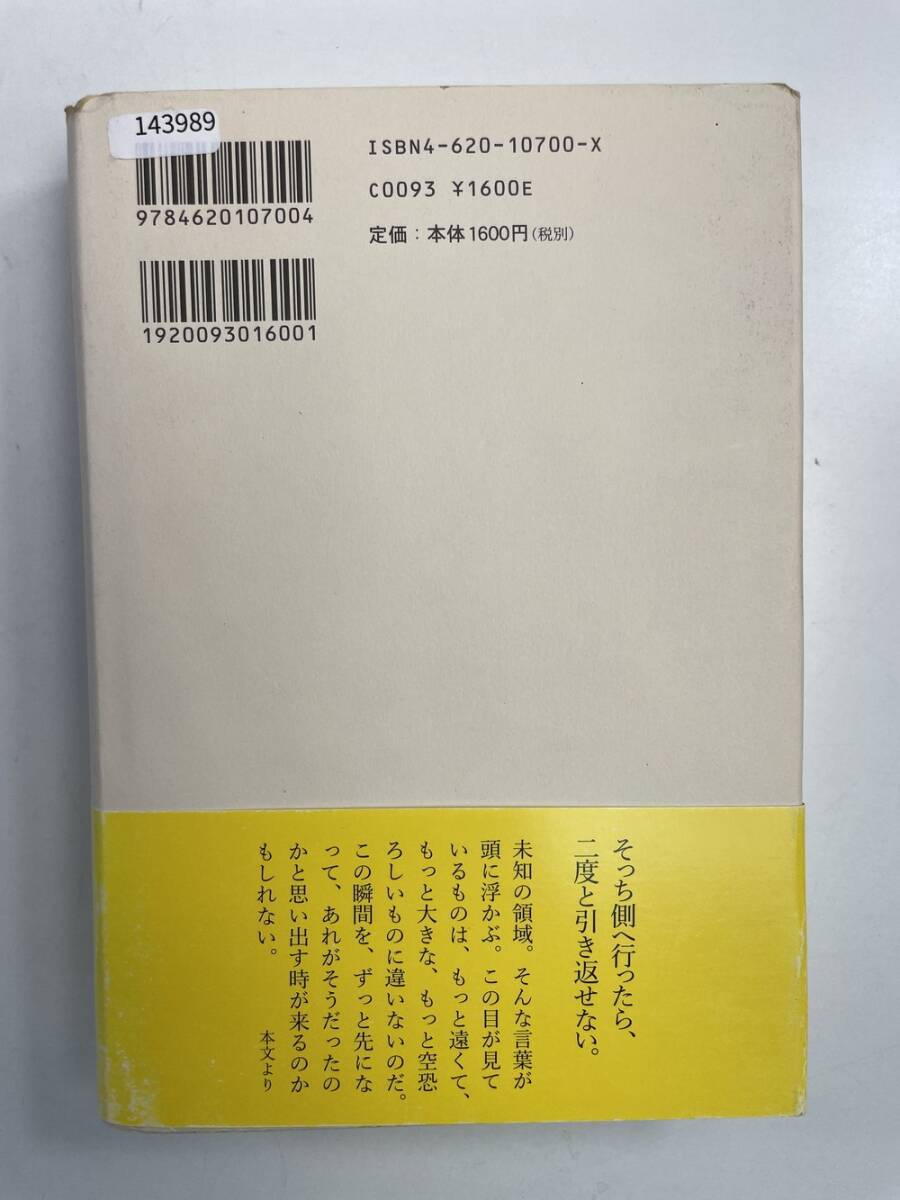 143989
9784620107004
1920093016001
ISBN4-620-10700-X
C0093 ¥1600E
定価：本体1600円(税別)
そっち側へ行ったら、
二度と引き返せない。
未知の領域。そんな言葉が
頭に浮かぶ。この目が見て
いるものは、もっと遠くて、
もっと大きな、もっと空恐
ろしいものに違いないのだ。
この瞬間を、ずっと先にな
って、あれがそうだったの
かと思い出す時が来るのか
もしれない。
本文より